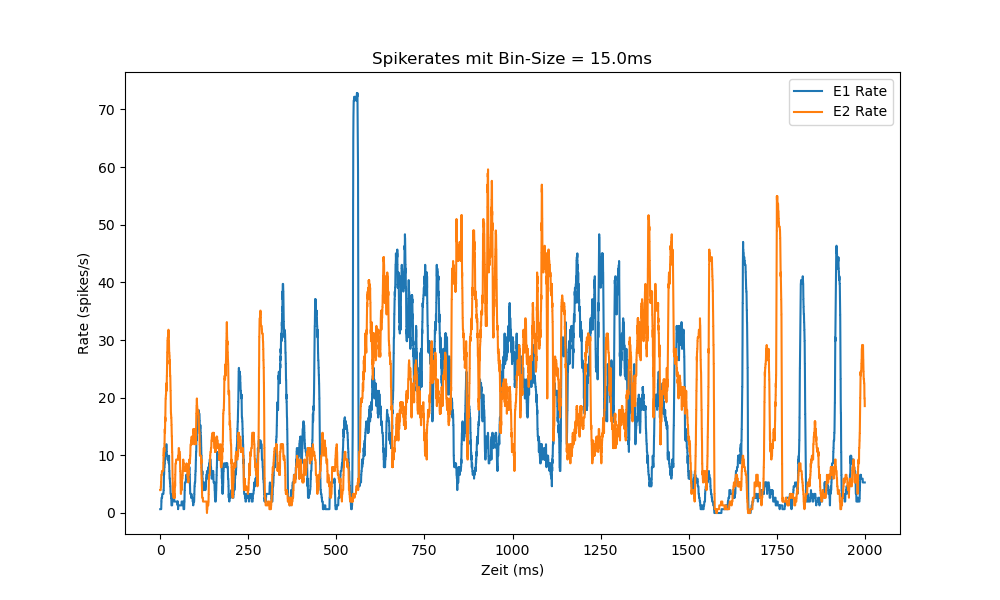 Spikerates mit Bin-Size = 15.0ms
E1 Rate
E2 Rate
70
60
50
40
30
20
10
0
Rate (spikes/s)
0 250 500 750 1000 1250 1500 1750 2000
Zeit (ms)